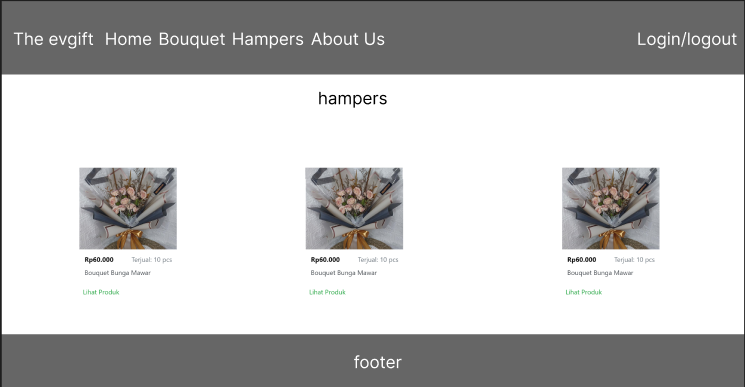 The evgift Home Bouquet Hampers About Us Login/logout
hampers
Rp60.000 Terjual: 10 pcs
Bouquet Bunga Mawar
Lihat Produk
Rp60.000 Terjual: 10 pcs
Bouquet Bunga Mawar
Lihat Produk
Rp60.000 Terjual: 10 pcs
Bouquet Bunga Mawar
Lihat Produk
footer